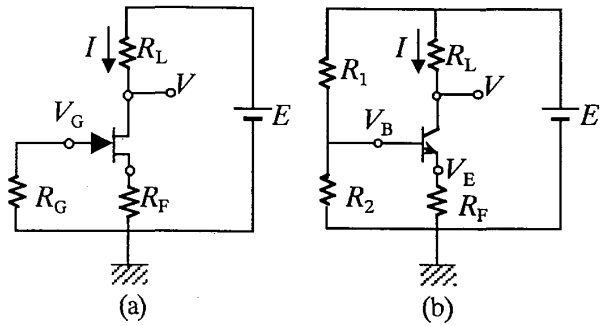 I R_L V
V_G
R_G
R_F
E
(a)
R_1
I R_L V
V_B
V_E
R_2
R_F
E
(b)